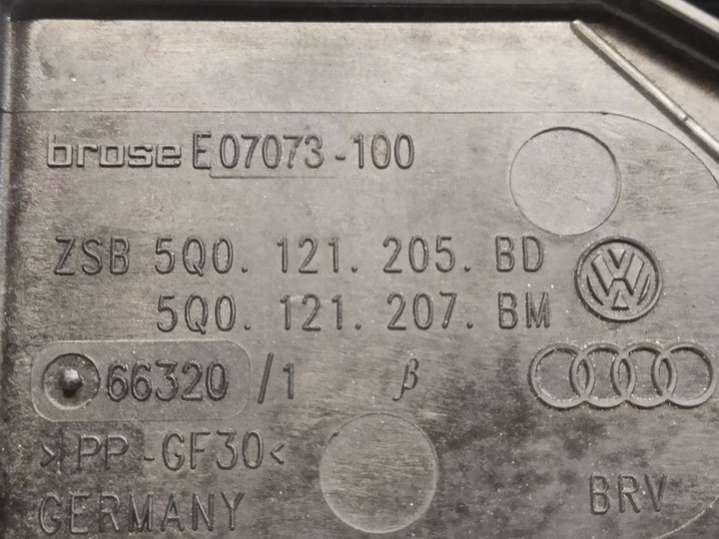 brose E07073-100
ZSB 5Q0.121.205.BD
5Q0.121.207.BM
66320/1 β
>PP-GF30<
GERMANY
BRV